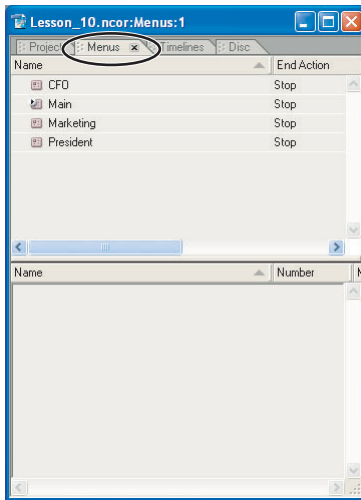 Lesson_10.ncor:Menus:1
Project Menus Timelines Disc
Name End Action
CFO Stop
Main Stop
Marketing Stop
President Stop
Name Number